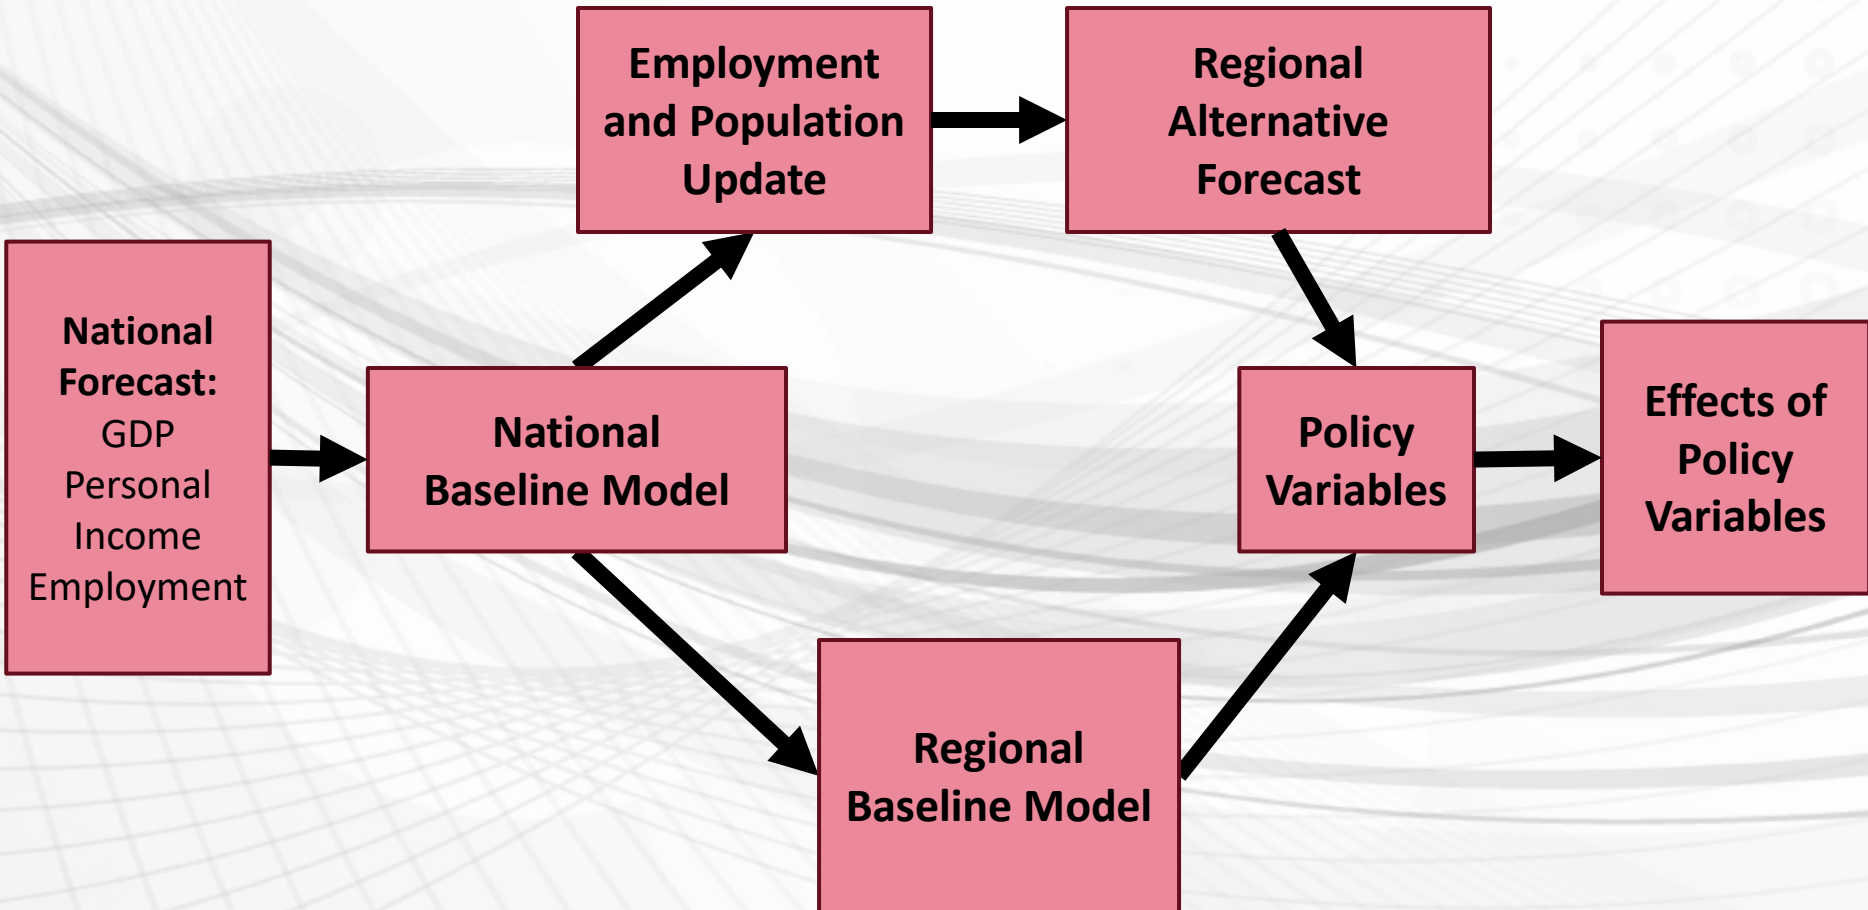 National
Forecast:
GDP
Personal
Income
Employment
National
Baseline Model
Employment
and Population
Update
Regional
Alternative
Forecast
Regional
Baseline Model
Policy
Variables
Effects of
Policy
Variables